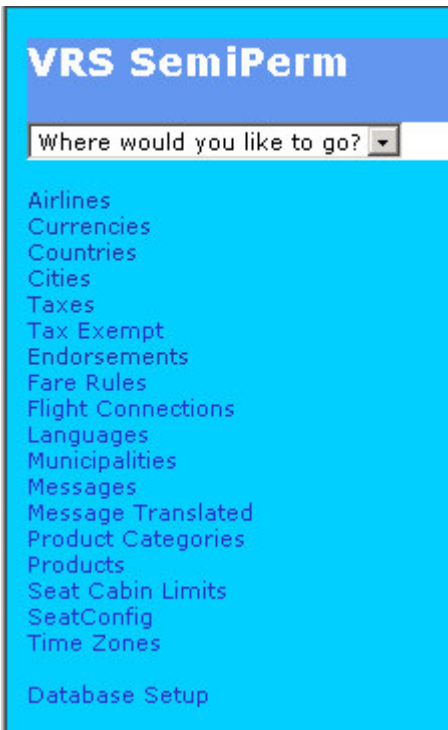 VRS SemiPerm
Where would you like to go?
Airlines
Currencies
Countries
Cities
Taxes
Tax Exempt
Endorsements
Fare Rules
Flight Connections
Languages
Municipalities
Messages
Message Translated
Product Categories
Products
Seat Cabin Limits
SeatConfig
Time Zones
Database Setup